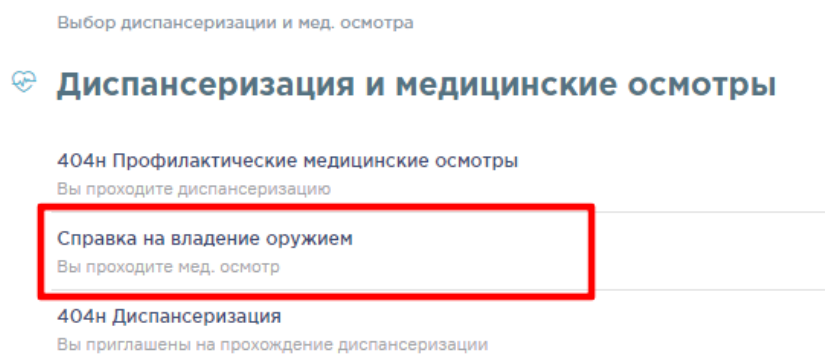 Выбор диспансеризации и мед. осмотра
Диспансеризация и медицинские осмотры
404н Профилактические медицинские осмотры
Вы проходите диспансеризацию
Справка на владение оружием
Вы проходите мед. осмотр
404н Диспансеризация
Вы приглашены на прохождение диспансеризации